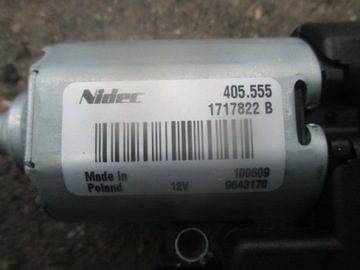 Nidec 405.555
1717822 B
Made in 100609
Poland 12V 9643170